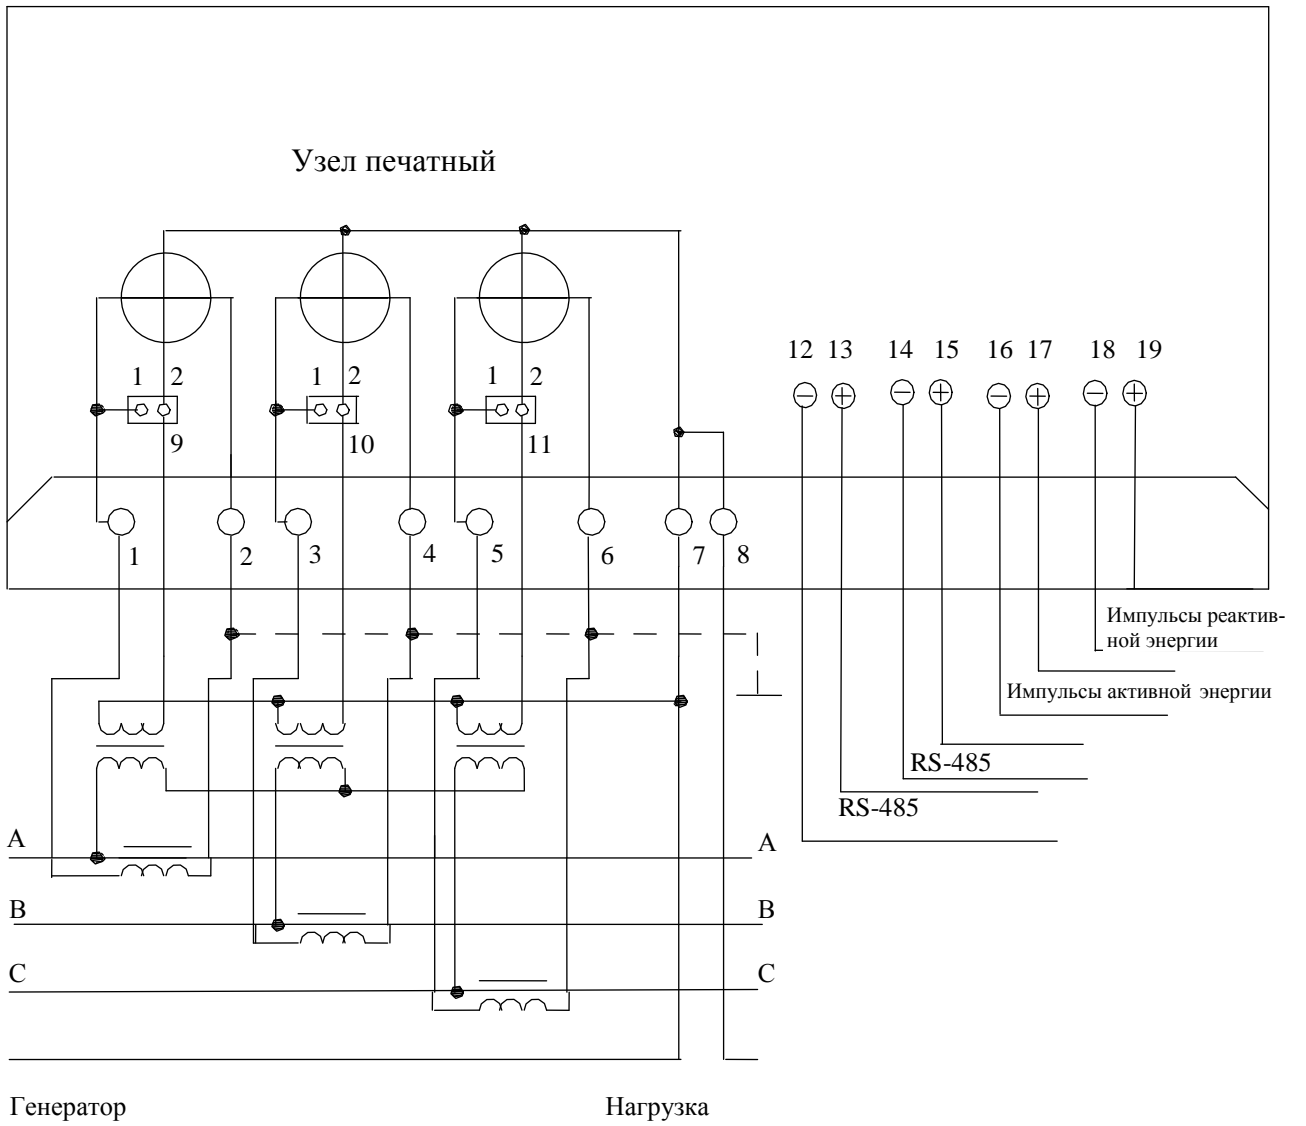 Узел печатный
12 13 14 15 16 17 18 19
1 2 1 2 1 2
9 10 11
1 2 3 4 5 6 7 8
Импульсы реактив-
ной энергии
Импульсы активной энергии
RS-485
RS-485
А А
В В
С С
Генератор Нагрузка